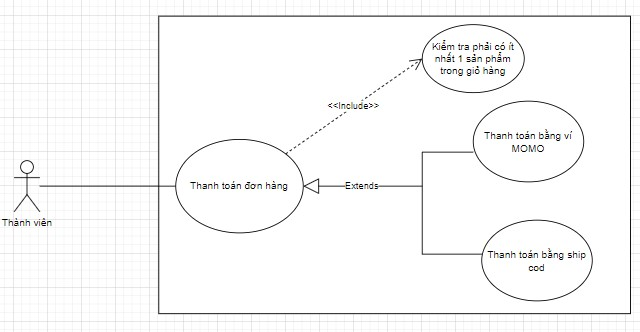 Kiểm tra phải có ít
nhất 1 sản phẩm
trong giỏ hàng
<<Include>>
Thanh toán bằng ví
MOMO
Thanh toán đơn hàng
Extends
Thành viên
Thanh toán bằng ship
cod